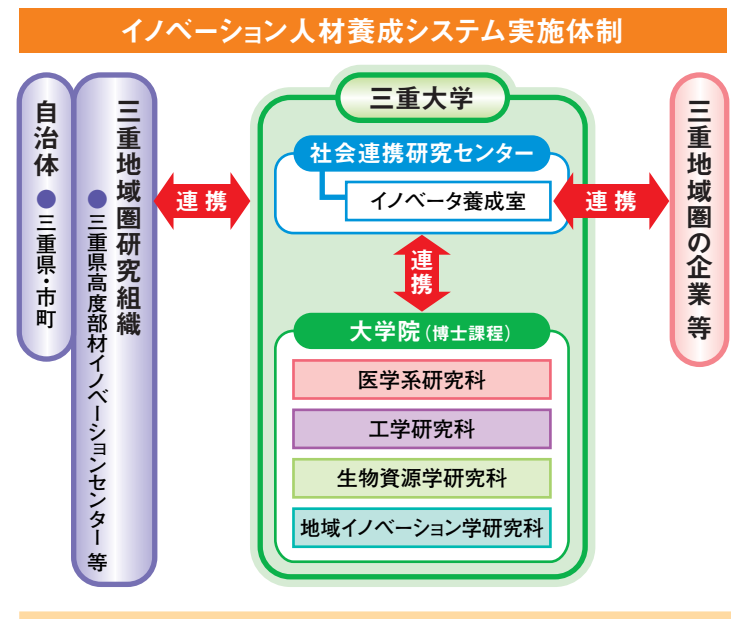 イノベーション人材養成システム実施体制
自治体
●三重県・市町
三重地域圏研究組織
●三重県高度部材イノベーションセンター 等
連携
三重大学
社会連携研究センター
イノベータ養成室
連携
大学院(博士課程)
医学系研究科
工学研究科
生物資源学研究科
地域イノベーション学研究科
連携
三重地域圏の企業 等